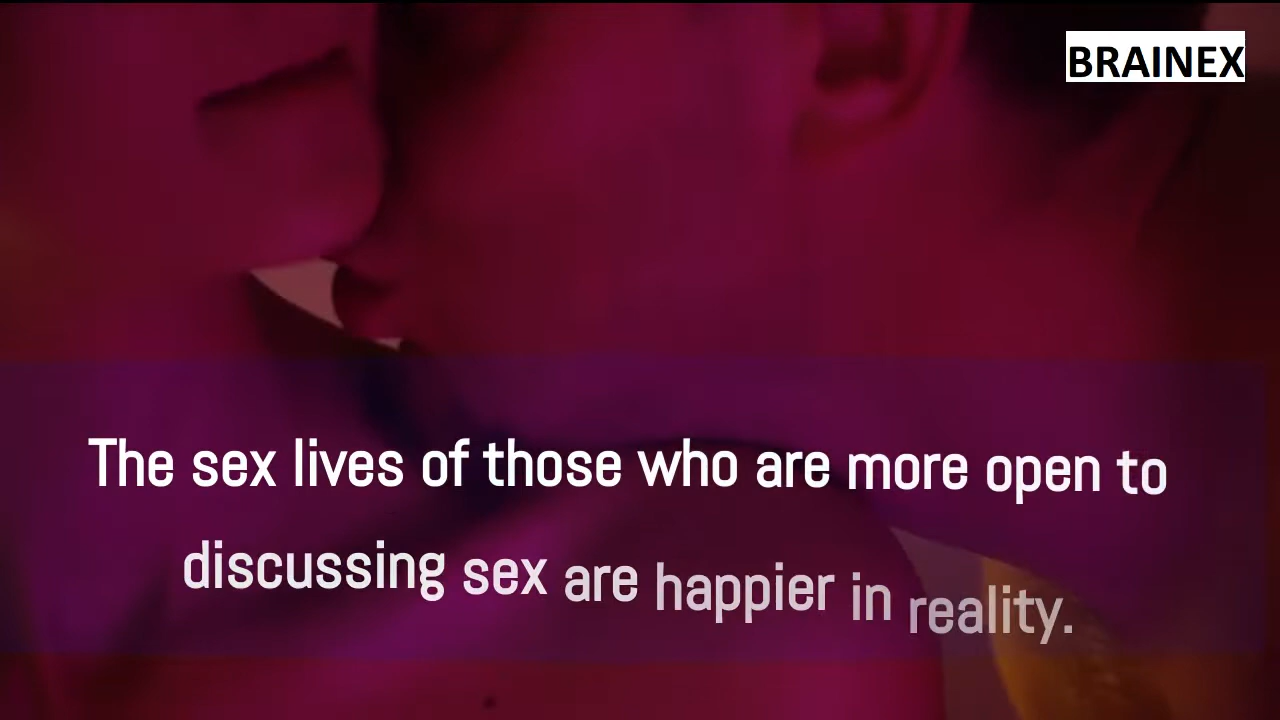 BRAINEX
The sex lives of those who are more open to
discussing sex are happier in reality.